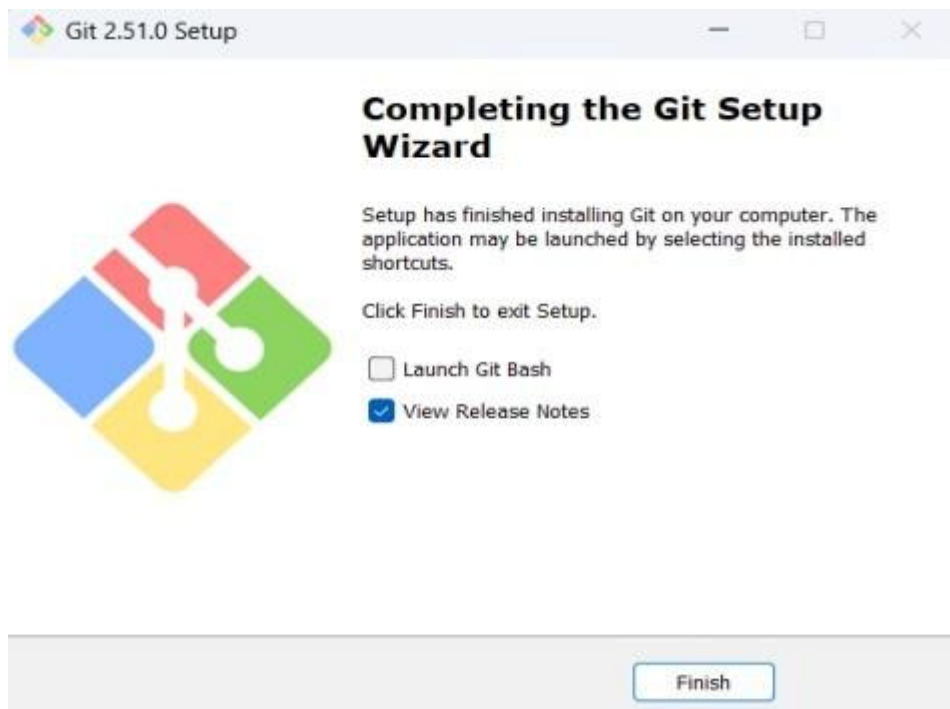 Git 2.51.0 Setup
Completing the Git Setup
Wizard
Setup has finished installing Git on your computer. The
application may be launched by selecting the installed
shortcuts.
Click Finish to exit Setup.
Launch Git Bash
View Release Notes
Finish